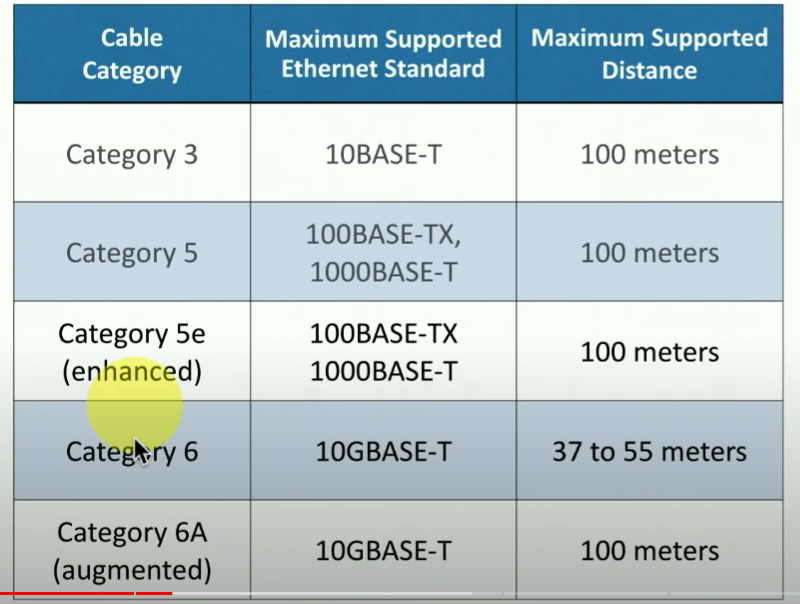 Cable Category
Maximum Supported Ethernet Standard
Maximum Supported Distance
Category 3
10BASE-T
100 meters
Category 5
100BASE-TX,
1000BASE-T
100 meters
Category 5e
(enhanced)
100BASE-TX
1000BASE-T
100 meters
Category 6
10GBASE-T
37 to 55 meters
Category 6A
(augmented)
10GBASE-T
100 meters